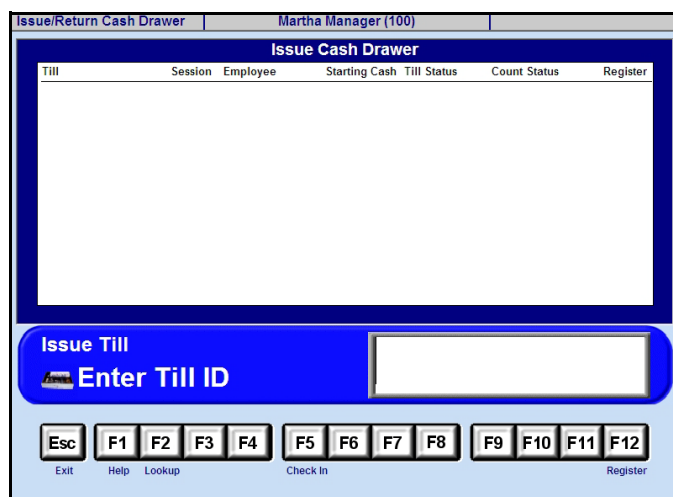 Issue/Return Cash Drawer Martha Manager (100)
Issue Cash Drawer
Till Session Employee Starting Cash Till Status Count Status Register
Issue Till
Enter Till ID
Esc F1 F2 F3 F4 F5 F6 F7 F8 F9 F10 F11 F12
Exit Help Lookup Check In Register